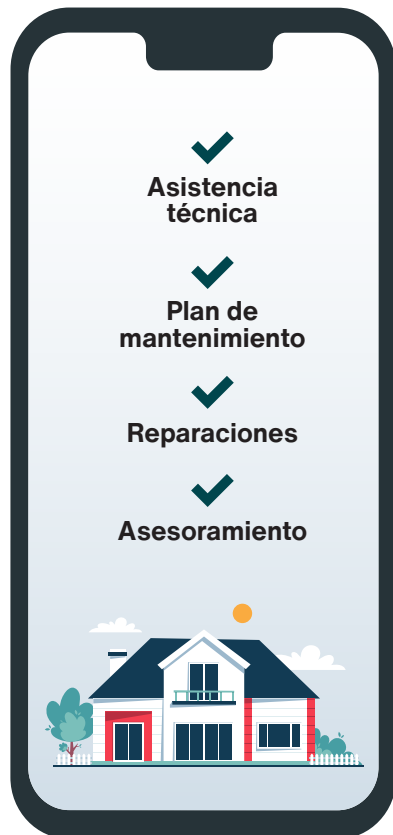 Asistencia
técnica
Plan de
mantenimiento
Reparaciones
Asesoramiento